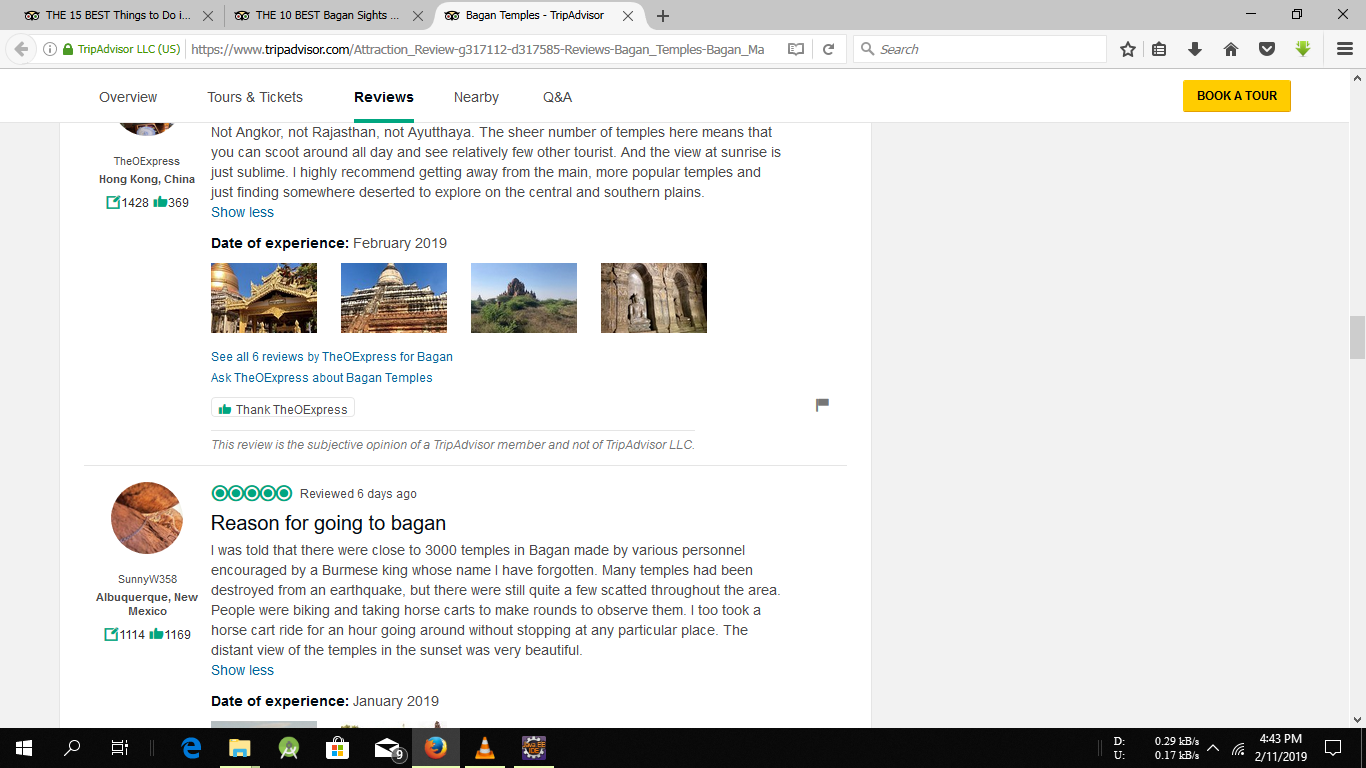 THE 15 BEST Things to Do i...
THE 10 BEST Bagan Sights ...
Bagan Temples - TripAdvisor
TripAdvisor LLC (US)
https://www.tripadvisor.com/Attraction_Review-g317112-d317585-Reviews-Bagan_Temples-Bagan_Ma
Search
Overview
Tours & Tickets
Reviews
Nearby
Q&A
BOOK A TOUR
Not Angkor, not Rajasthan, not Ayutthaya. The sheer number of temples here means that
you can scoot around all day and see relatively few other tourist. And the view at sunrise is
just sublime. I highly recommend getting away from the main, more popular temples and
just finding somewhere deserted to explore on the central and southern plains.
Show less
TheOExpress
Hong Kong, China
1428 369
Date of experience: February 2019
See all 6 reviews by TheOExpress for Bagan
Ask TheOExpress about Bagan Temples
Thank TheOExpress
This review is the subjective opinion of a TripAdvisor member and not of TripAdvisor LLC.
SunnyW358
Albuquerque, New
Mexico
1114 1169
Reviewed 6 days ago
Reason for going to bagan
I was told that there were close to 3000 temples in Bagan made by various personnel
encouraged by a Burmese king whose name I have forgotten. Many temples had been
destroyed from an earthquake, but there were still quite a few scatted throughout the area.
People were biking and taking horse carts to make rounds to observe them. I too took a
horse cart ride for an hour going around without stopping at any particular place. The
distant view of the temples in the sunset was very beautiful.
Show less
Date of experience: January 2019
9
D: 0.29 kB/s
U: 0.17 kB/s
4:43 PM
2/11/2019